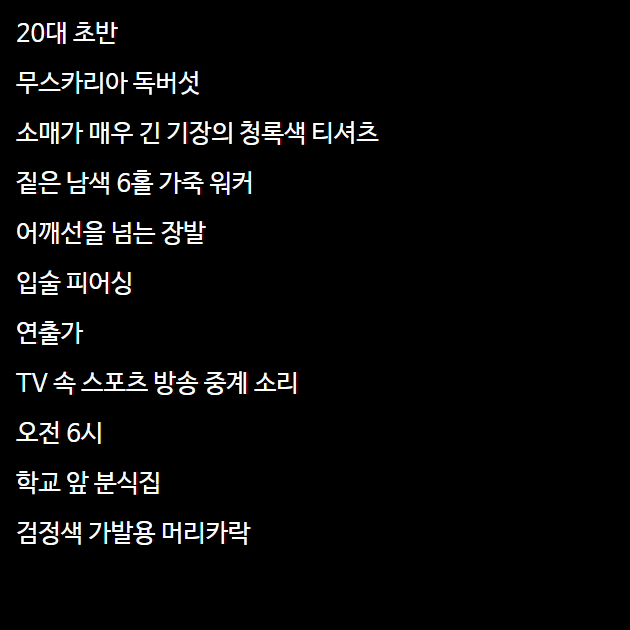 20대 초반
무스카리아 독버섯
소매가 매우 긴 기장의 청록색 티셔츠
짙은 남색 6홀 가죽 워커
어깨선을 넘는 장발
입술 피어싱
연출가
TV 속 스포츠 방송 중계 소리
오전 6시
학교 앞 분식집
검정색 가발용 머리카락